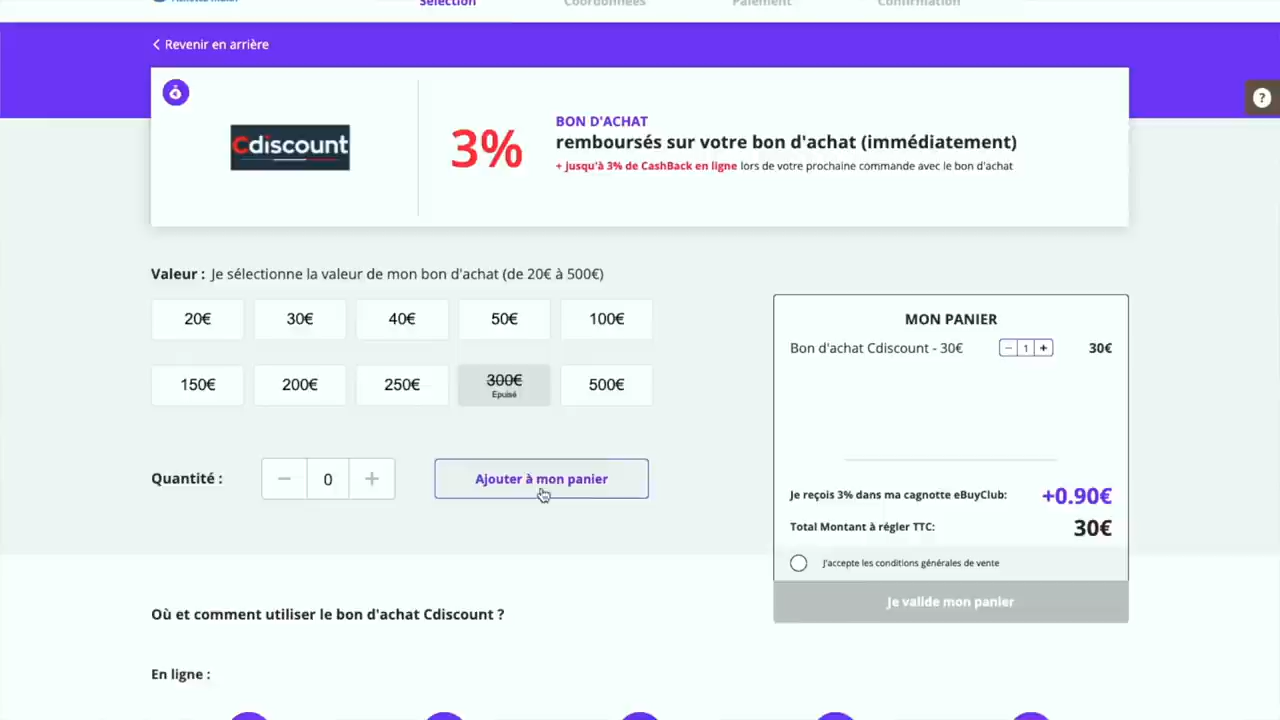 Sélection
Coordonnées
Paiement
Confirmation
Revenir en arrière
Cdiscount
3%
BON D'ACHAT
remboursés sur votre bon d'achat (immédiatement)
+ Jusqu'à 3% de CashBack en ligne lors de votre prochaine commande avec le bon d'achat
?
Valeur : Je sélectionne la valeur de mon bon d'achat (de 20€ à 500€)
20€ 30€ 40€ 50€ 100€
150€ 200€ 250€ 300€ 500€
Epuisé
Quantité : − 0 + Ajouter à mon panier
MON PANIER
Bon d'achat Cdiscount - 30€ − 1 + 30€
Je reçois 3% dans ma cagnotte eBuyClub: +0.90€
Total Montant à régler TTC: 30€
J'accepte les conditions générales de vente
Je valide mon panier
Où et comment utiliser le bon d'achat Cdiscount ?
En ligne :